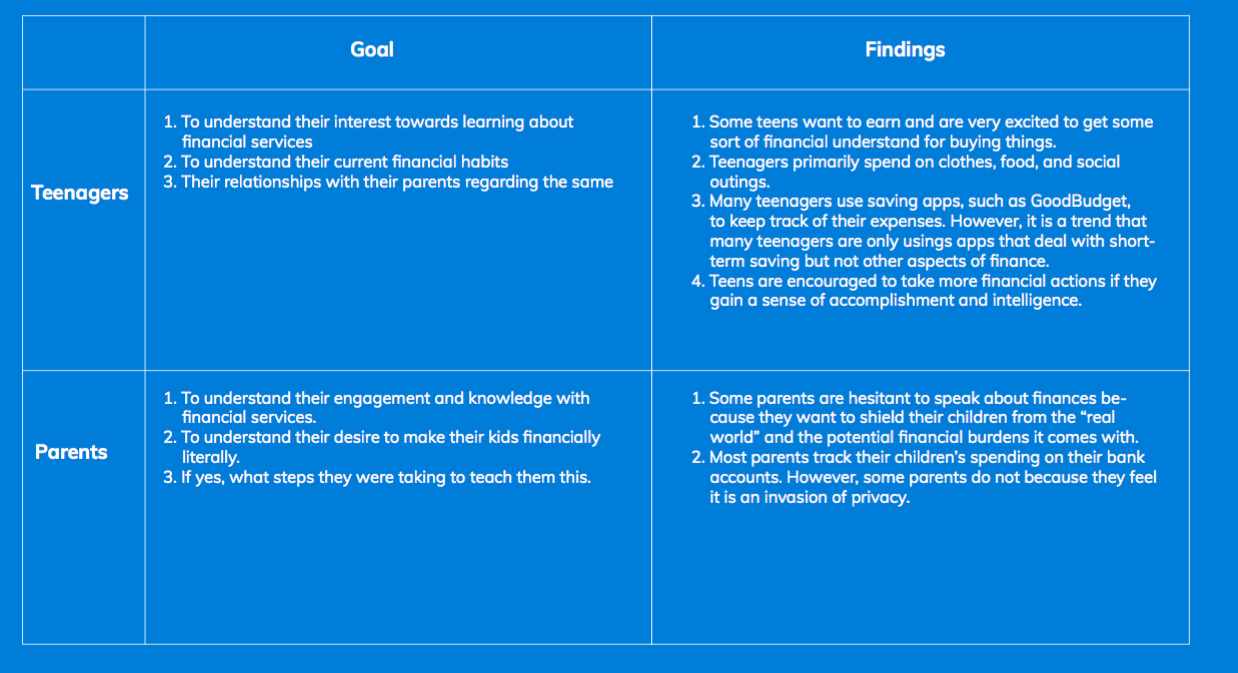 Goal
Findings
Teenagers
1. To understand their interest towards learning about
financial services
2. To understand their current financial habits
3. Their relationships with their parents regarding the same
1. Some teens want to earn and are very excited to get some
sort of financial understand for buying things.
2. Teenagers primarily spend on clothes, food, and social
outings.
3. Many teenagers use saving apps, such as GoodBudget,
to keep track of their expenses. However, it is a trend that
many teenagers are only usings apps that deal with short-
term saving but not other aspects of finance.
4. Teens are encouraged to take more financial actions if they
gain a sense of accomplishment and intelligence.
Parents
1. To understand their engagement and knowledge with
financial services.
2. To understand their desire to make their kids financially
literally.
3. If yes, what steps they were taking to teach them this.
1. Some parents are hesitant to speak about finances be-
cause they want to shield their children from the “real
world” and the potential financial burdens it comes with.
2. Most parents track their children’s spending on their bank
accounts. However, some parents do not because they feel
it is an invasion of privacy.